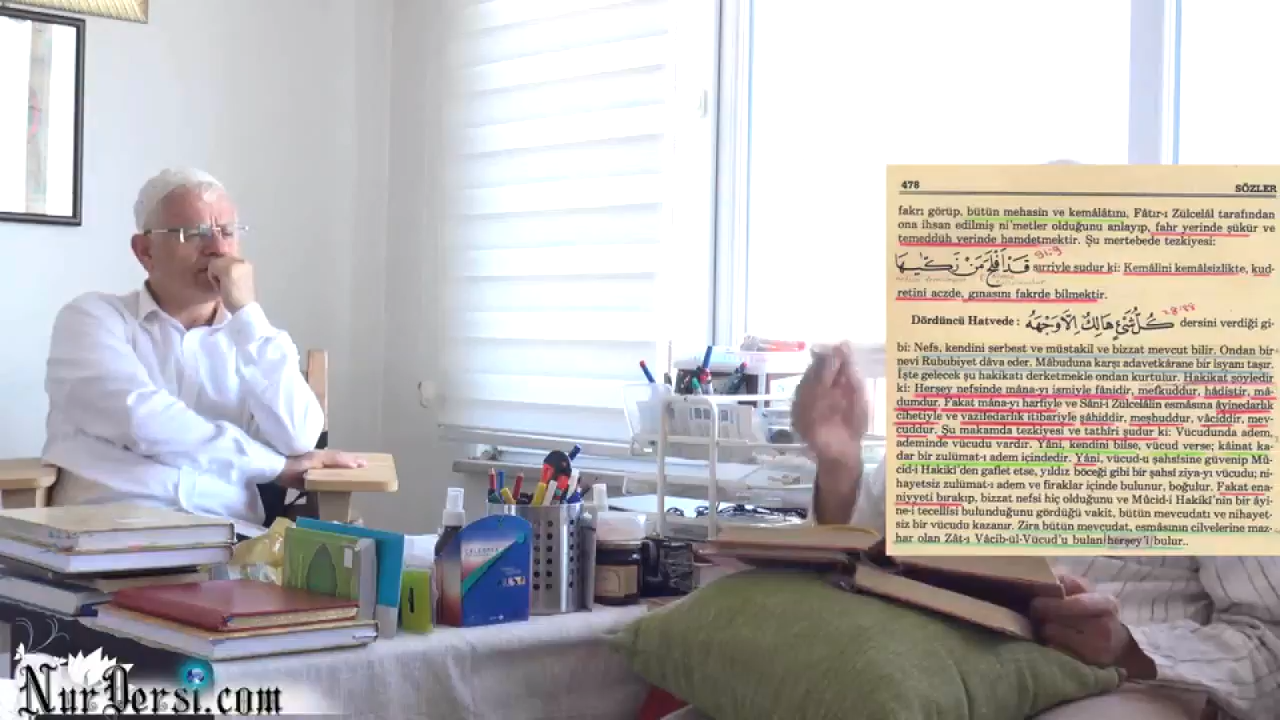 478
SÖZLER
fakrı görüp, bütün mehasin ve kemâlâtını, Fâtır-ı Zülcelâl tarafından
ona ihsan edilmiş ni'metler olduğunu anlayıp, fahr yerinde şükür ve
temeddüh yerinde hamdetmektir. Şu mertebede tezkiyesi:
قَدْ اَفْلَحَ مَنْ زَكّٰيهَا 91:9 sırriyle şudur ki: Kemâlini kemâlsizlikte, kud-
retini aczde, gınasını fakrde bilmektir.
Dördüncü Hatvede : كُلُّ شَىْءٍ هَالِكٌ اِلَّا وَجْهَهُ 28:88 dersini verdiği gi-
bi: Nefs, kendini serbest ve müstakil ve bizzat mevcut bilir. Ondan bir
nevi Rububiyet dâva eder. Mâbuduna karşı adavetkârane bir isyanı taşır.
İşte gelecek şu hakikatı derketmekle ondan kurtulur. Hakikat şöyledir
ki: Herşey nefsinde mâna-yı ismiyle fânidir, mefkuddur, hâdistir, mâ-
dumdur. Fakat mâna-yı harfiyle ve Sâni-i Zülcelâlin esmâsına âyinedarlık
cihetiyle ve vazifedarlık itibariyle şâhiddir, meşhuddur, vâciddir, mev-
cuddur. Şu makamda tezkiyesi ve tathîri şudur ki: Vücudunda adem,
ademinde vücudu vardır. Yâni, kendini bilse, vücud verse; kâinat ka-
dar bir zulümat-ı adem içindedir. Yâni, vücud-u şahsîsine güvenip Mû-
cid-i Hakikî'den gaflet etse, yıldız böceği gibi bir şahsî ziya-yı vücudu; ni-
hayetsiz zulümat-ı adem ve firaklar içinde bulunur, boğulur. Fakat ena-
niyyeti bırakıp, bizzat nefsi hiç olduğunu ve Mûcid-i Hakikî'nin bir âyi-
ne-i tecellisi bulunduğunu gördüğü vakit, bütün mevcudatı ve nihayet-
siz bir vücudu kazanır. Zira bütün mevcudat, esmâsının cilvelerine maz-
har olan Zât-ı Vâcib-ül-Vücud'u bulan herşey'i bulur..
NurDersi.com